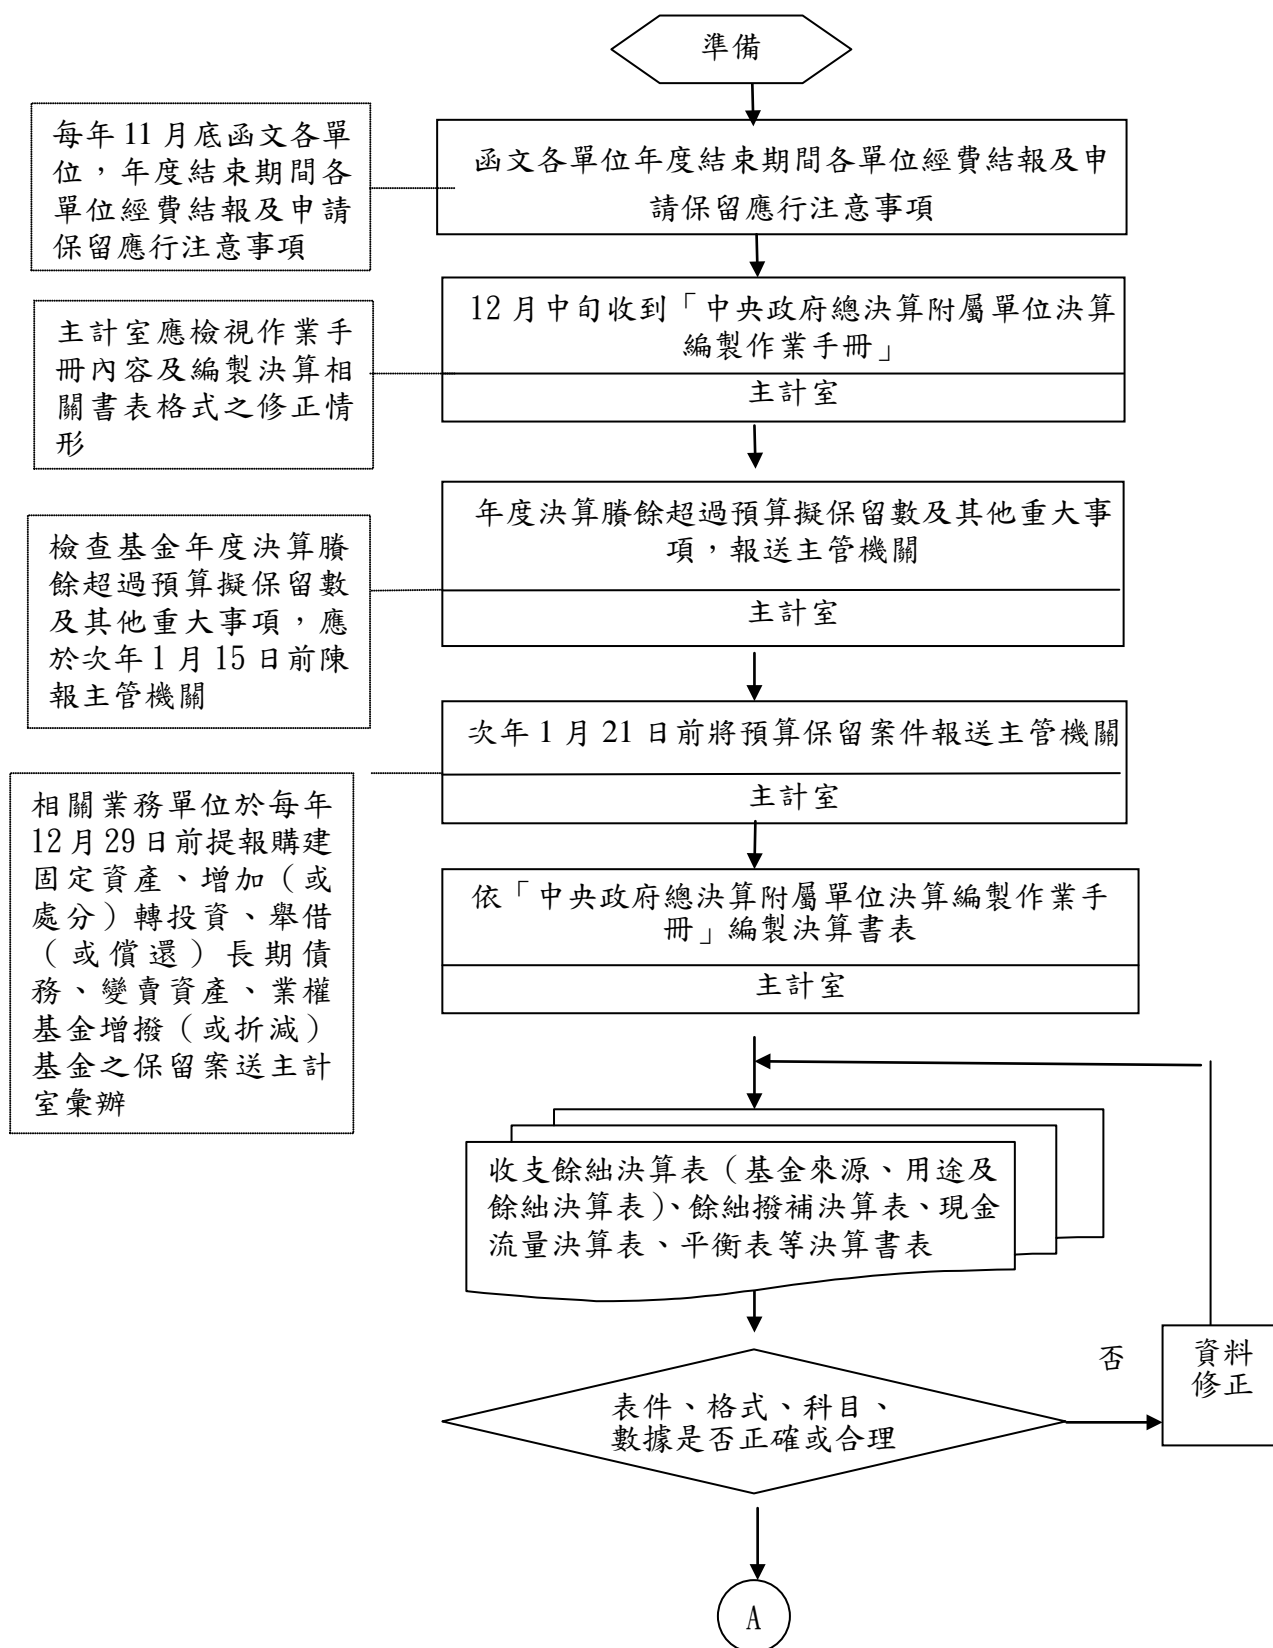 準備
每年 11 月底函文各單
位，年度結束期間各
單位經費結報及申請
保留應行注意事項
函文各單位年度結束期間各單位經費結報及申
請保留應行注意事項
主計室應檢視作業手
冊內容及編製決算相
關書表格式之修正情
形
12 月中旬收到「中央政府總決算附屬單位決算
編製作業手冊」
主計室
檢查基金年度決算賸
餘超過預算擬保留數
及其他重大事項，應
於次年 1 月 15 日前陳
報主管機關
年度決算賸餘超過預算擬保留數及其他重大事
項，報送主管機關
主計室
次年 1 月 21 日前將預算保留案件報送主管機關
主計室
相關業務單位於每年
12 月 29 日前提報購建
固定資產、增加（或
處分）轉投資、舉借
（或償還）長期債
務、變賣資產、業權
基金增撥（或折減）
基金之保留案送主計
室彙辦
依「中央政府總決算附屬單位決算編製作業手
冊」編製決算書表
主計室
收支餘絀決算表（基金來源、用途及
餘絀決算表）、餘絀撥補決算表、現金
流量決算表、平衡表等決算書表
表件、格式、科目、
數據是否正確或合理
否
資料
修正
A